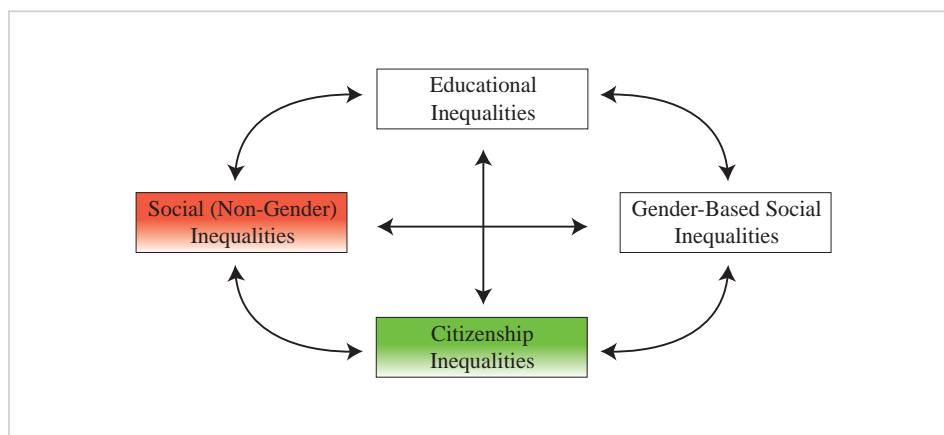 Educational
Inequalities
Social (Non-Gender)
Inequalities
Gender-Based Social
Inequalities
Citizenship
Inequalities